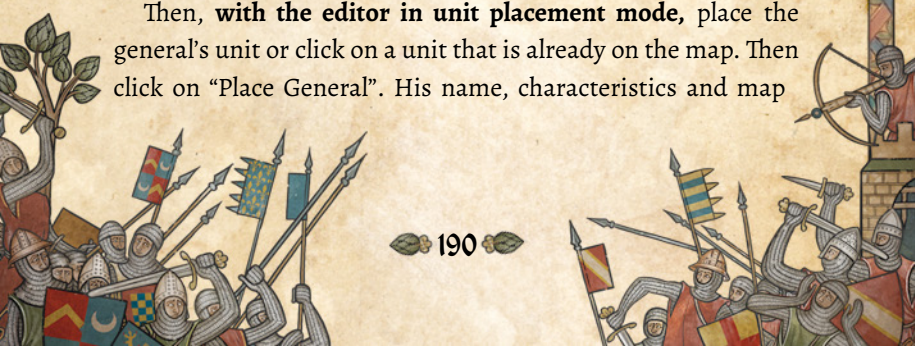 Then, with the editor in unit placement mode, place the
general’s unit or click on a unit that is already on the map. Then
click on “Place General”. His name, characteristics and map
190